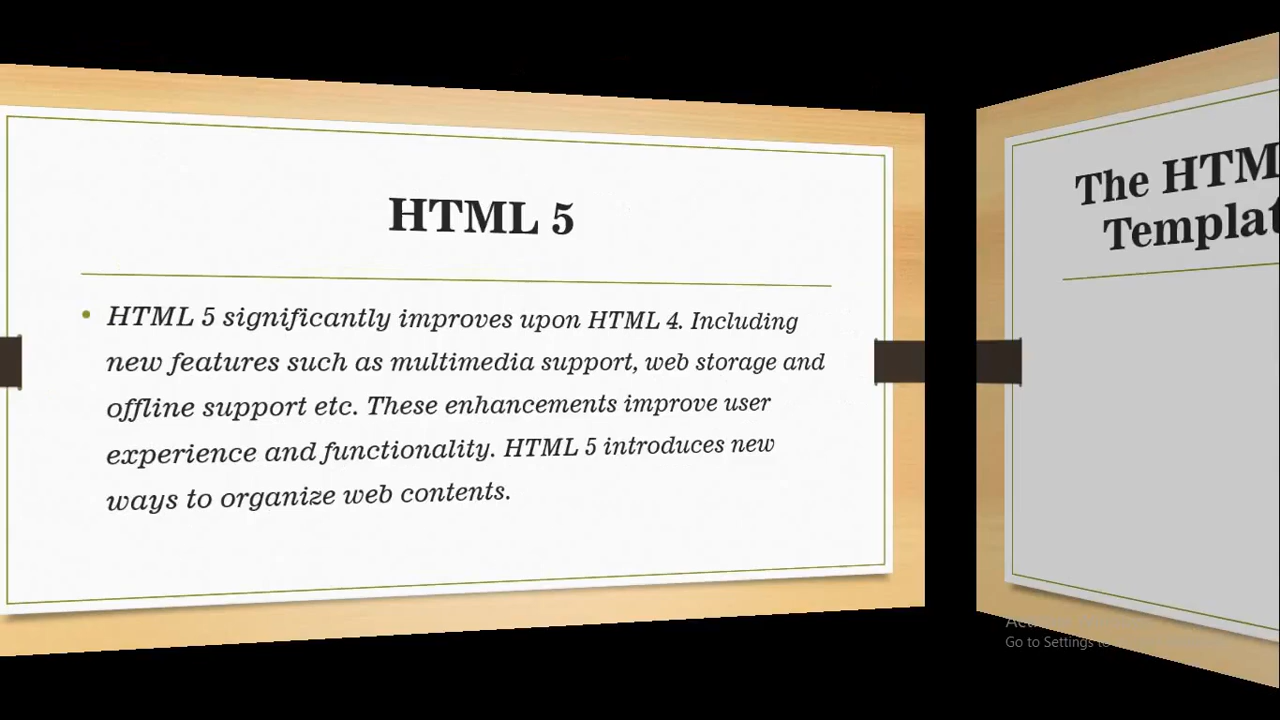 HTML 5
• HTML 5 significantly improves upon HTML 4. Including
new features such as multimedia support, web storage and
offline support etc. These enhancements improve user
experience and functionality. HTML 5 introduces new
ways to organize web contents.
The
Go to Settings